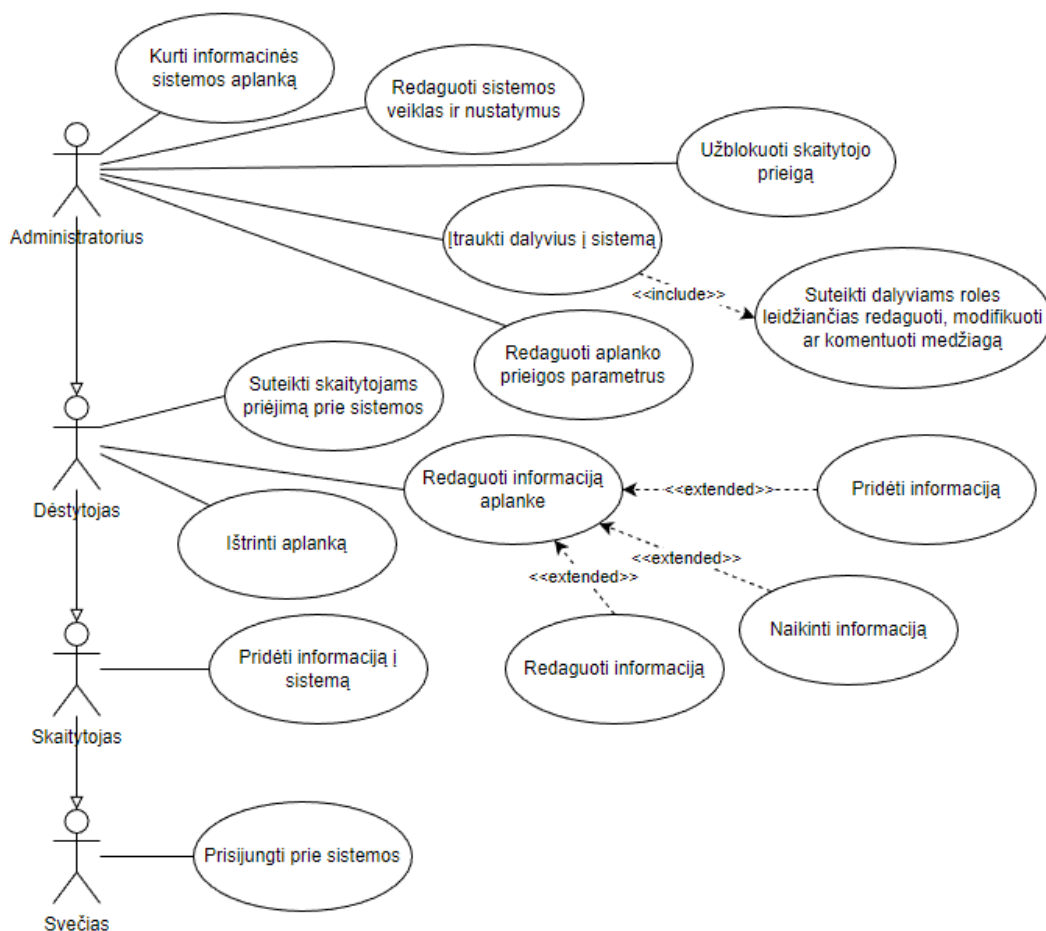 Kurti informacinės
sistemos aplanką
Redaguoti sistemos
veiklas ir nustatymus
Užblokuoti skaitytojo
prieigą
Administratorius
Įtraukti dalyvius į sistemą
<<include>>
Suteikti dalyviams roles
leidžiančias redaguoti, modifikuoti
ar komentuoti medžiagą
Redaguoti aplanko
prieigos parametrus
Suteikti skaitytojams
priėjimą prie sistemos
Redaguoti informaciją
aplanke
<<extended>>
Pridėti informaciją
Dėstytojas
Ištrinti aplanką
<<extended>>
<<extended>>
Naikinti informaciją
Pridėti informaciją į
sistemą
Redaguoti informaciją
Skaitytojas
Prisijungti prie sistemos
Svečias